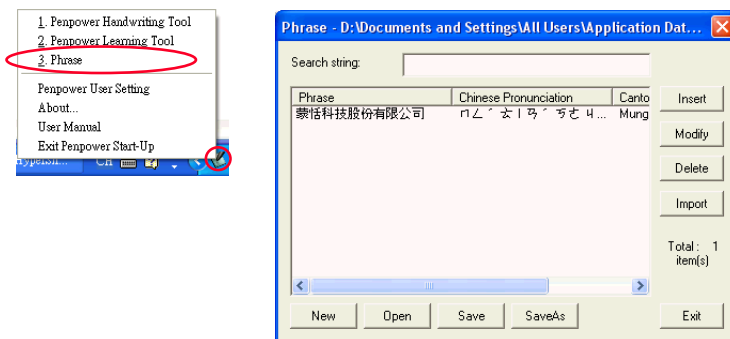 1. Penpower Handwriting Tool
2. Penpower Learning Tool
3. Phrase
Penpower User Setting
About...
User Manual
Exit Penpower Start-Up
CH
Phrase - D:\Documents and Settings\All Users\Application Dat...
Search string:
Phrase Chinese Pronunciation Canto
蒙恬科技股份有限公司 ㄇㄥˊ ㄊㄧㄢˊ ㄎㄜ ㄐ... Mung
Insert
Modify
Delete
Import
Total : 1
item(s)
New Open Save SaveAs Exit